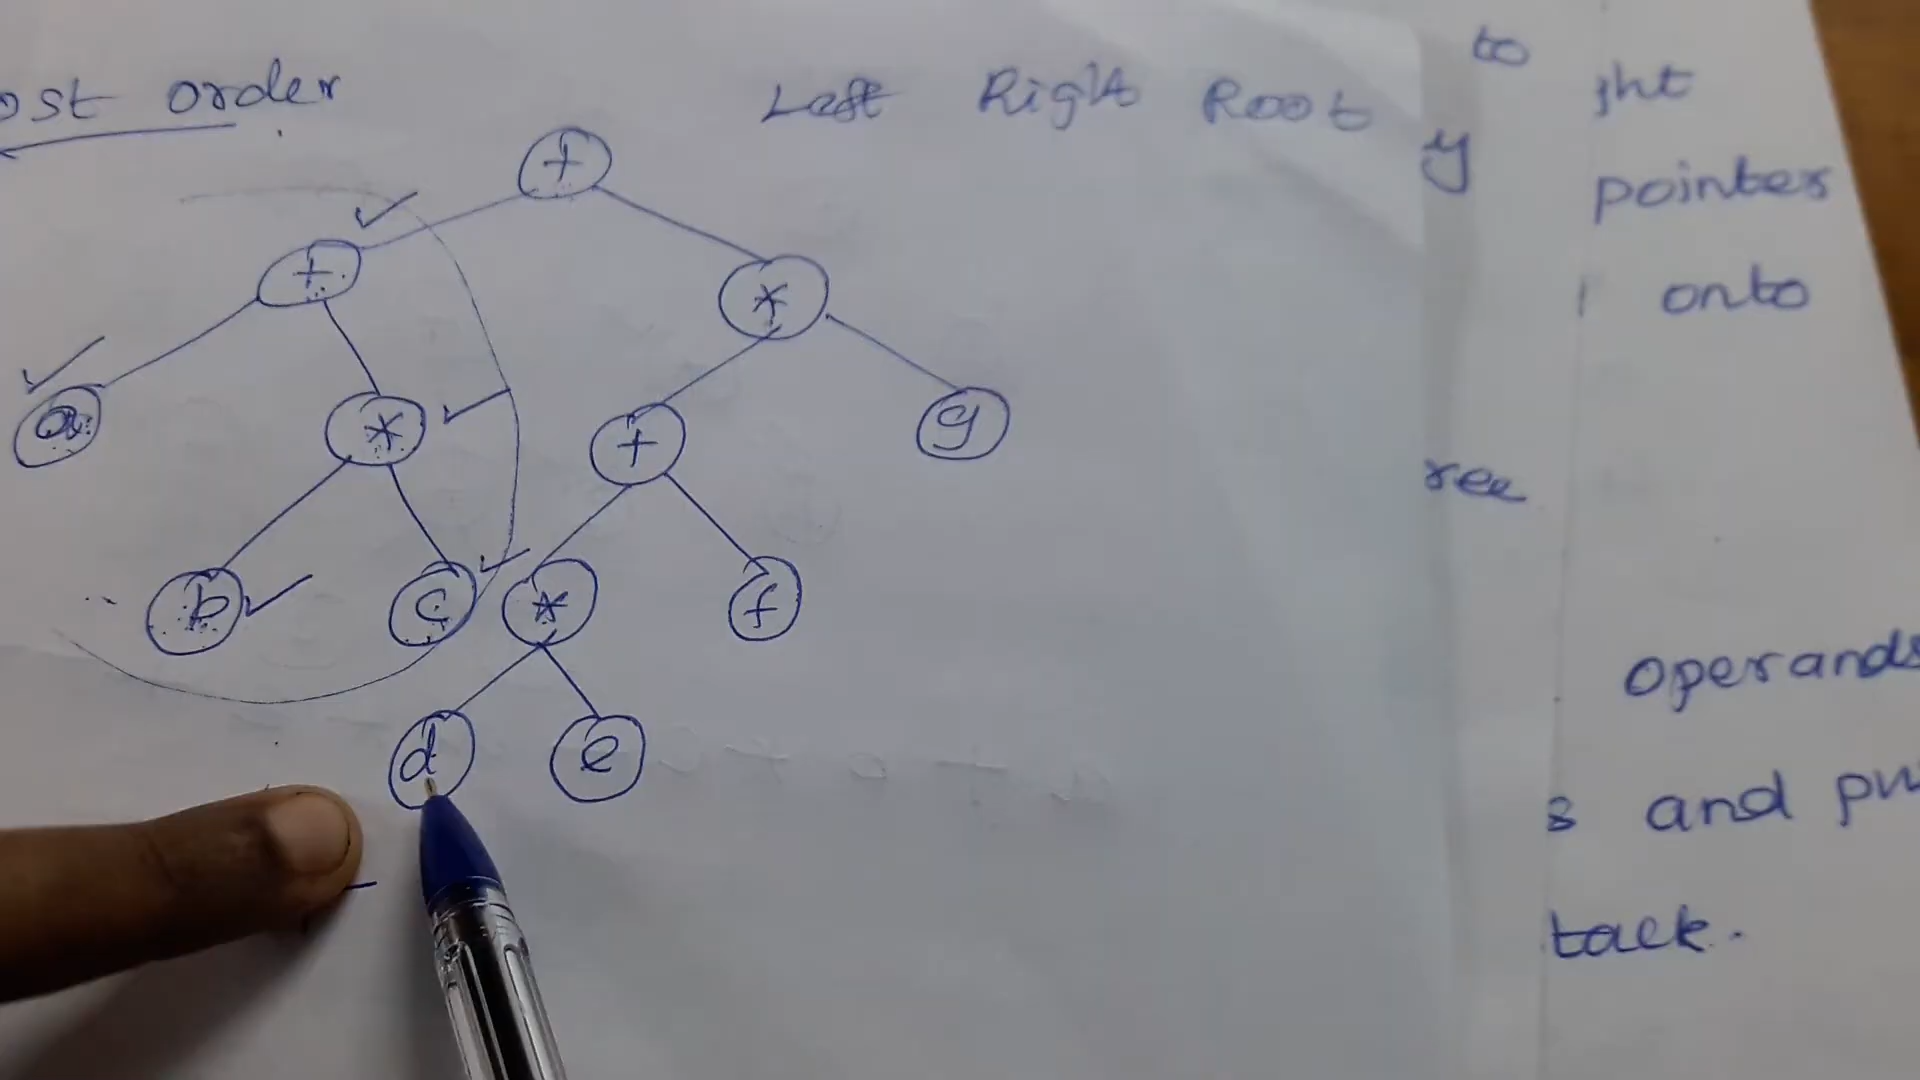 ost order
Left Right Root
+
+
*
a
*
+
g
b
c
*
f
d
e
to
ght
y
pointer
onto
ree
operands
s and pu
tack.